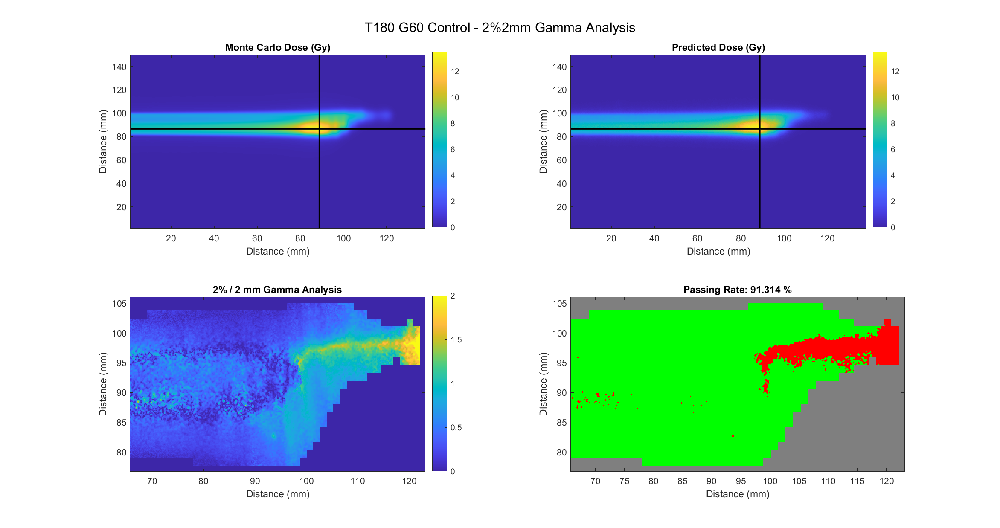 T180 G60 Control - 2%2mm Gamma Analysis
Monte Carlo Dose (Gy)
140
120
100
80
60
40
20
Distance (mm)
20 40 60 80 100 120
Distance (mm)
12
10
8
6
4
2
0
Predicted Dose (Gy)
140
120
100
80
60
40
20
Distance (mm)
20 40 60 80 100 120
Distance (mm)
12
10
8
6
4
2
0
2% / 2 mm Gamma Analysis
105
100
95
90
85
80
Distance (mm)
70 80 90 100 110 120
Distance (mm)
2
1.5
1
0.5
0
Passing Rate: 91.314 %
105
100
95
90
85
80
Distance (mm)
70 75 80 85 90 95 100 105 110 115 120
Distance (mm)